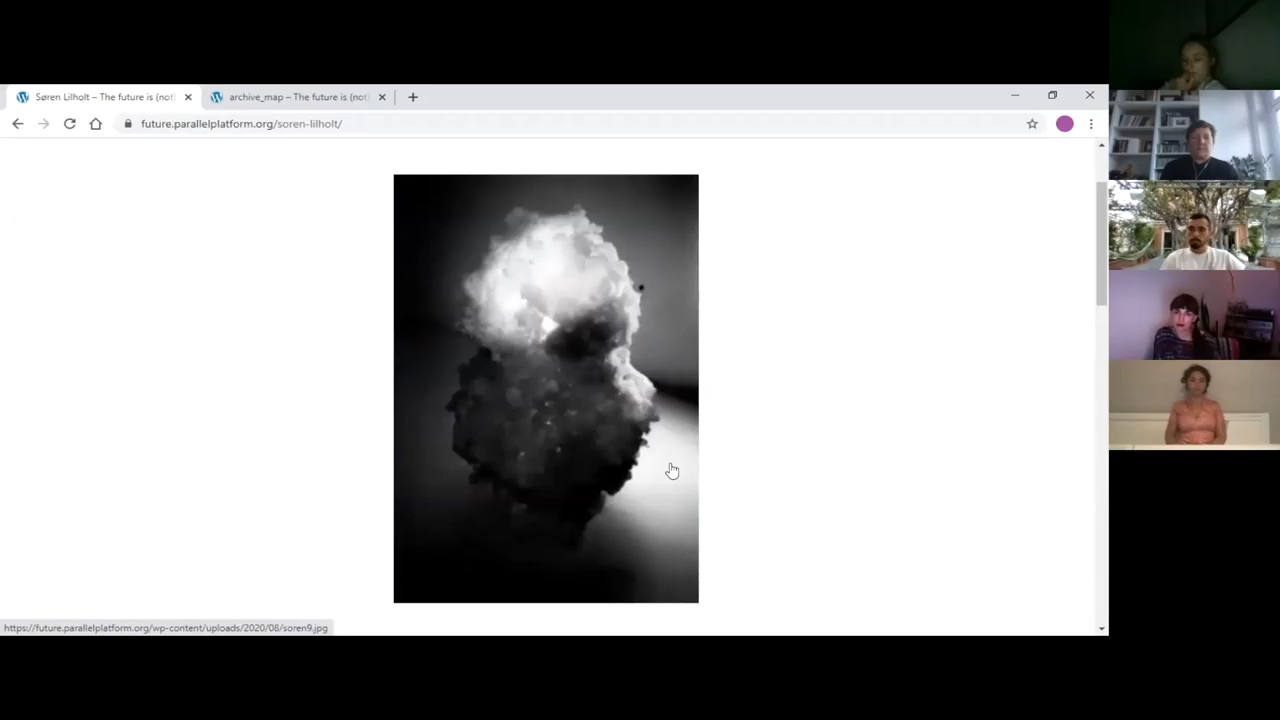 Søren Lilholt – The future is (not)
archive_map – The future is (not)
future.parallelplatform.org/soren-lilholt/
https://future.parallelplatform.org/wp-content/uploads/2020/08/soren9.jpg